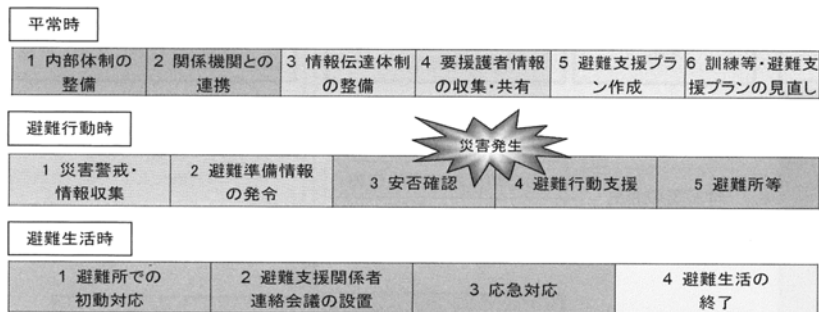 平常時
1 内部体制の
整備
2 関係機関との
連携
3 情報伝達体制
の整備
4 要援護者情報
の収集・共有
5 避難支援プラ
ン作成
6 訓練等・避難支
援プランの見直し
避難行動時
災害発生
1 災害警戒・
情報収集
2 避難準備情報
の発令
3 安否確認
4 避難行動支援
5 避難所等
避難生活時
1 避難所での
初動対応
2 避難支援関係者
連絡会議の設置
3 応急対応
4 避難生活の
終了